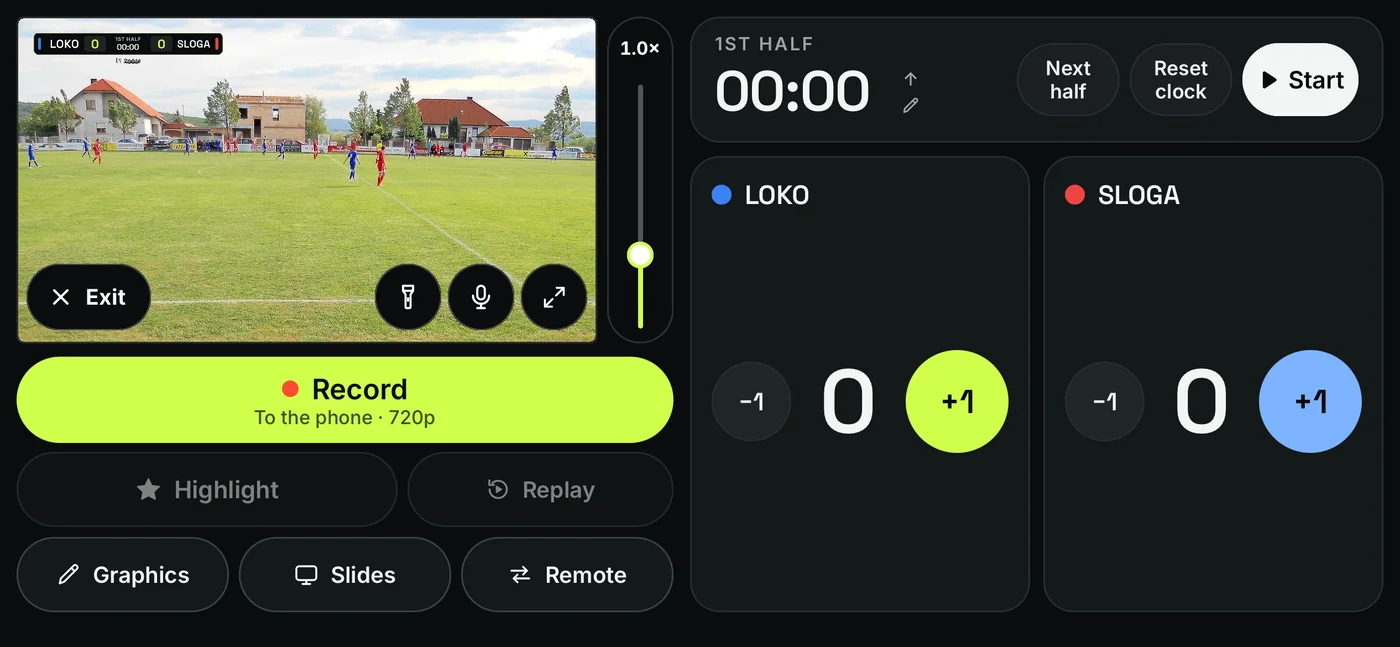 LOKO 0 1ST HALF 00:00 0 SLOGA
1.0×
Exit
Record
To the phone · 720p
Highlight
Replay
Graphics
Slides
Remote
1ST HALF
00:00
Next
half
Reset
clock
Start
LOKO
−1 0 +1
SLOGA
−1 0 +1